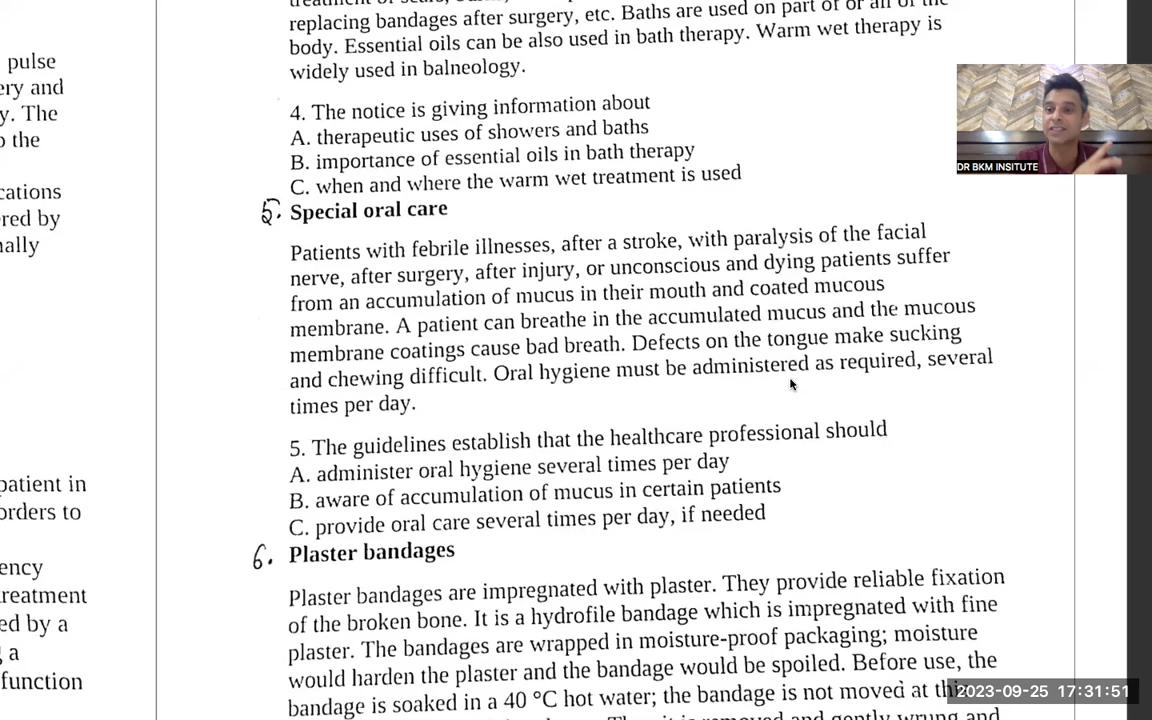 replacing bandages after surgery, etc. Baths are used on part of or all of the
body. Essential oils can be also used in bath therapy. Warm wet therapy is
widely used in balneology.
4. The notice is giving information about
A. therapeutic uses of showers and baths
B. importance of essential oils in bath therapy
C. when and where the warm wet treatment is used
5. Special oral care
Patients with febrile illnesses, after a stroke, with paralysis of the facial
nerve, after surgery, after injury, or unconscious and dying patients suffer
from an accumulation of mucus in their mouth and coated mucous
membrane. A patient can breathe in the accumulated mucus and the mucous
membrane coatings cause bad breath. Defects on the tongue make sucking
and chewing difficult. Oral hygiene must be administered as required, several
times per day.
5. The guidelines establish that the healthcare professional should
A. administer oral hygiene several times per day
B. aware of accumulation of mucus in certain patients
C. provide oral care several times per day, if needed
6. Plaster bandages
Plaster bandages are impregnated with plaster. They provide reliable fixation
of the broken bone. It is a hydrofile bandage which is impregnated with fine
plaster. The bandages are wrapped in moisture-proof packaging; moisture
would harden the plaster and the bandage would be spoiled. Before use, the
bandage is soaked in a 40 °C hot water; the bandage is not moved at
pulse
ery and
y. The
the
cations
red by
nally
patient in
orders to
ency
treatment
ed by a
g a
function
DR BKM INSITUTE
2023-09-25 17:31:51